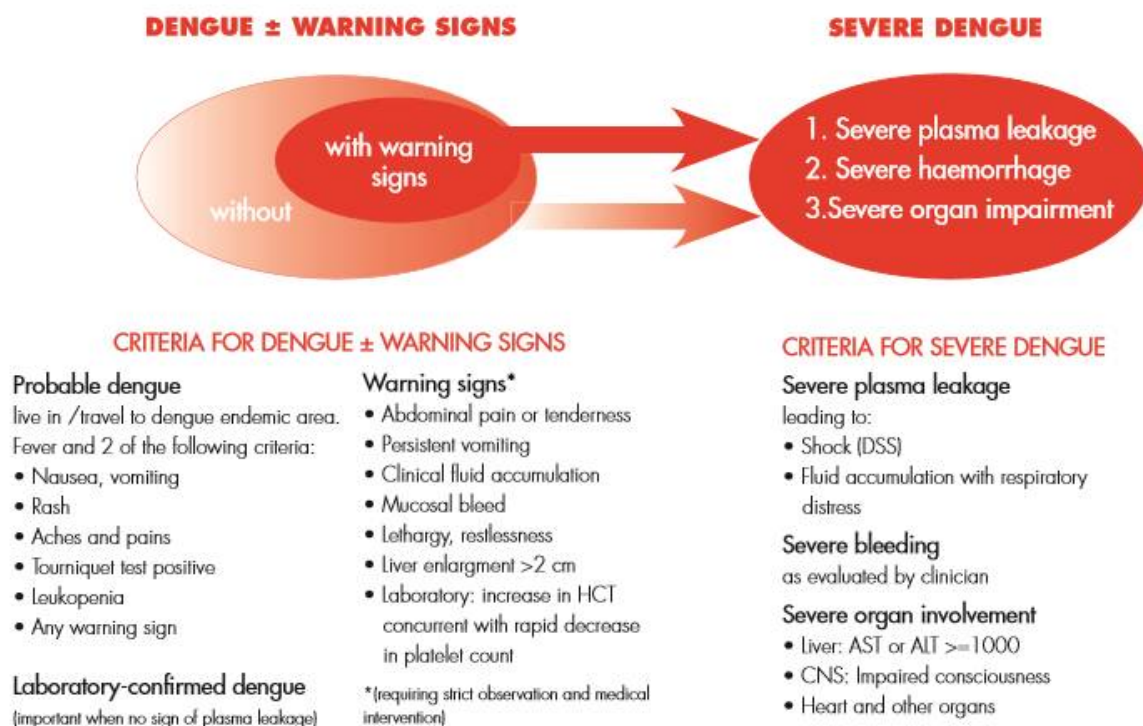 DENGUE ± WARNING SIGNS
SEVERE DENGUE
with warning
signs
without
1. Severe plasma leakage
2. Severe haemorrhage
3.Severe organ impairment
CRITERIA FOR DENGUE ± WARNING SIGNS
Probable dengue
live in /travel to dengue endemic area.
Fever and 2 of the following criteria:
• Nausea, vomiting
• Rash
• Aches and pains
• Tourniquet test positive
• Leukopenia
• Any warning sign
Laboratory-confirmed dengue
(important when no sign of plasma leakage)
Warning signs*
• Abdominal pain or tenderness
• Persistent vomiting
• Clinical fluid accumulation
• Mucosal bleed
• Lethargy, restlessness
• Liver enlargment >2 cm
• Laboratory: increase in HCT
concurrent with rapid decrease
in platelet count
*(requiring strict observation and medical
intervention)
CRITERIA FOR SEVERE DENGUE
Severe plasma leakage
leading to:
• Shock (DSS)
• Fluid accumulation with respiratory
distress
Severe bleeding
as evaluated by clinician
Severe organ involvement
• Liver: AST or ALT >=1000
• CNS: Impaired consciousness
• Heart and other organs